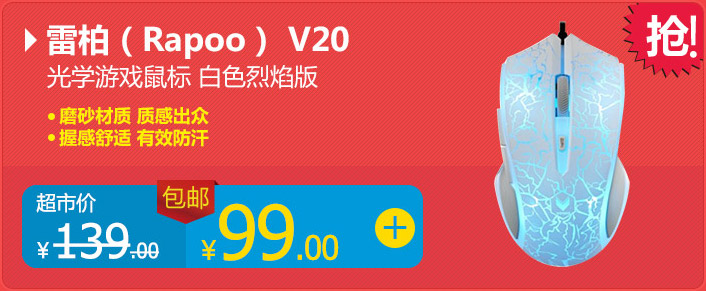 雷柏（Rapoo） V20
抢!
光学游戏鼠标 白色烈焰版
• 磨砂材质 质感出众
• 握感舒适 有效防汗
超市价
¥139.00
包邮
¥99.00
+